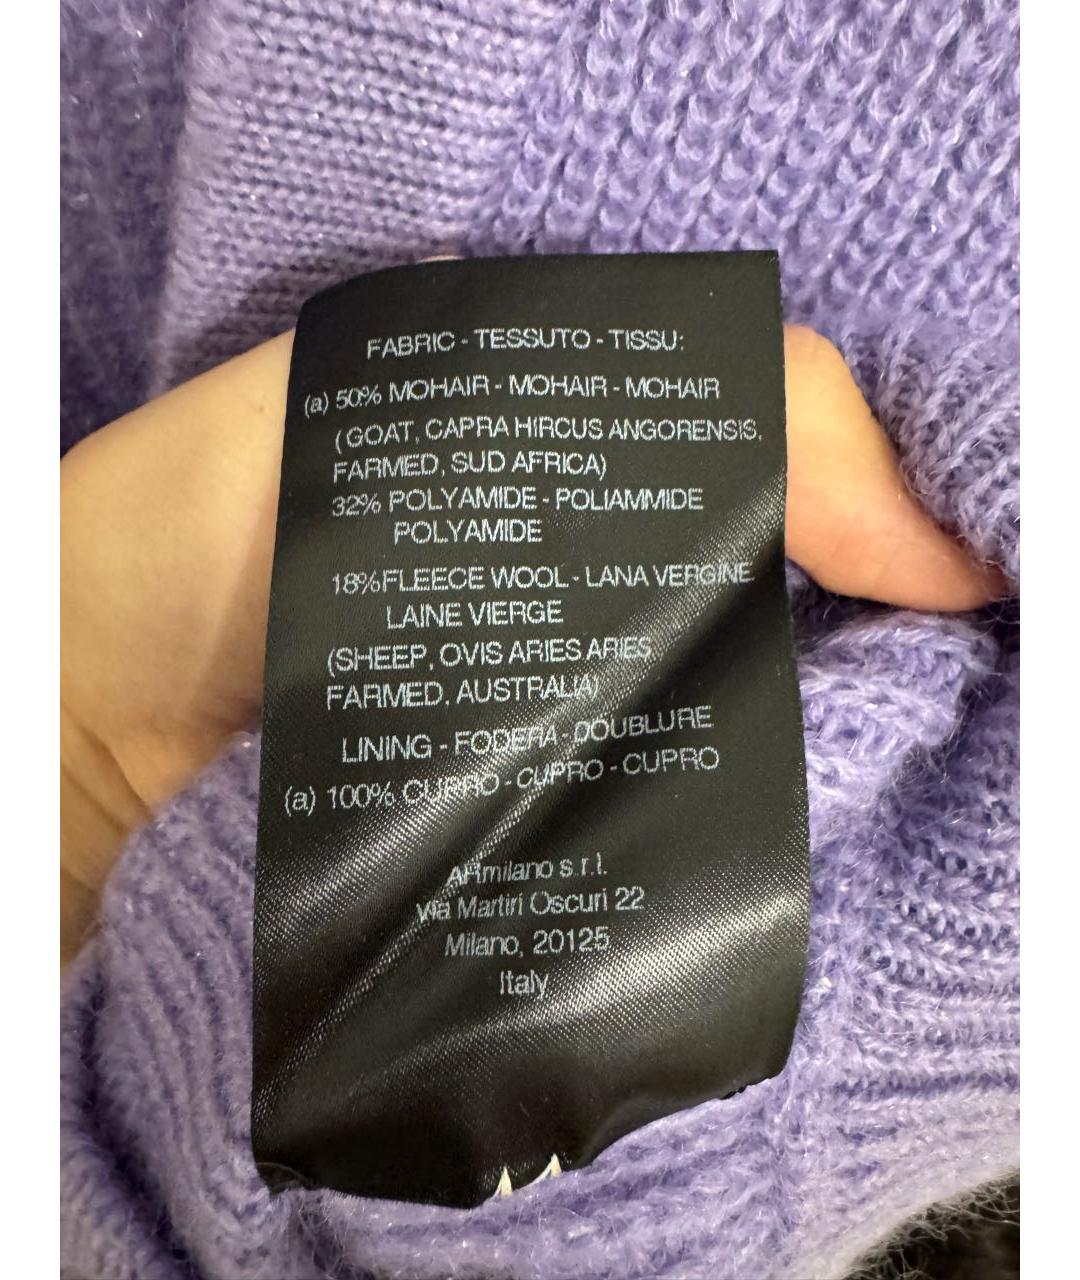 FABRIC - TESSUTO - TISSU:
(a) 50% MOHAIR - MOHAIR - MOHAIR
(GOAT, CAPRA HIRCUS ANGORENSIS,
FARMED, SUD AFRICA)
32% POLYAMIDE - POLIAMMIDE
POLYAMIDE
18% FLEECE WOOL - LANA VERGINE
LAINE VIERGE
(SHEEP, OVIS ARIES ARIES
FARMED, AUSTRALIA)
LINING - FODERA - DOUBLURE
(a) 100% CUPRO - CUPRO - CUPRO
s.r.l.
via Martiri Oscuri 22
Milano, 20125
Italy